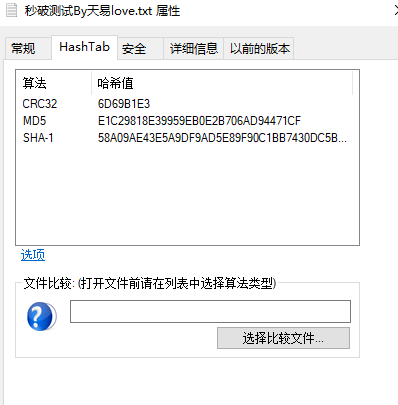 秒破测试By天易love.txt 属性
常规 HashTab 安全 详细信息 以前的版本
算法 哈希值
CRC32 6D69B1E3
MD5 E1C29818E39959EB0E2B706AD94471CF
SHA-1 58A09AE43E5A9DF9AD5E89F90C1BB7430DC5B...
选项
文件比较: (打开文件前请在列表中选择算法类型)
选择比较文件...